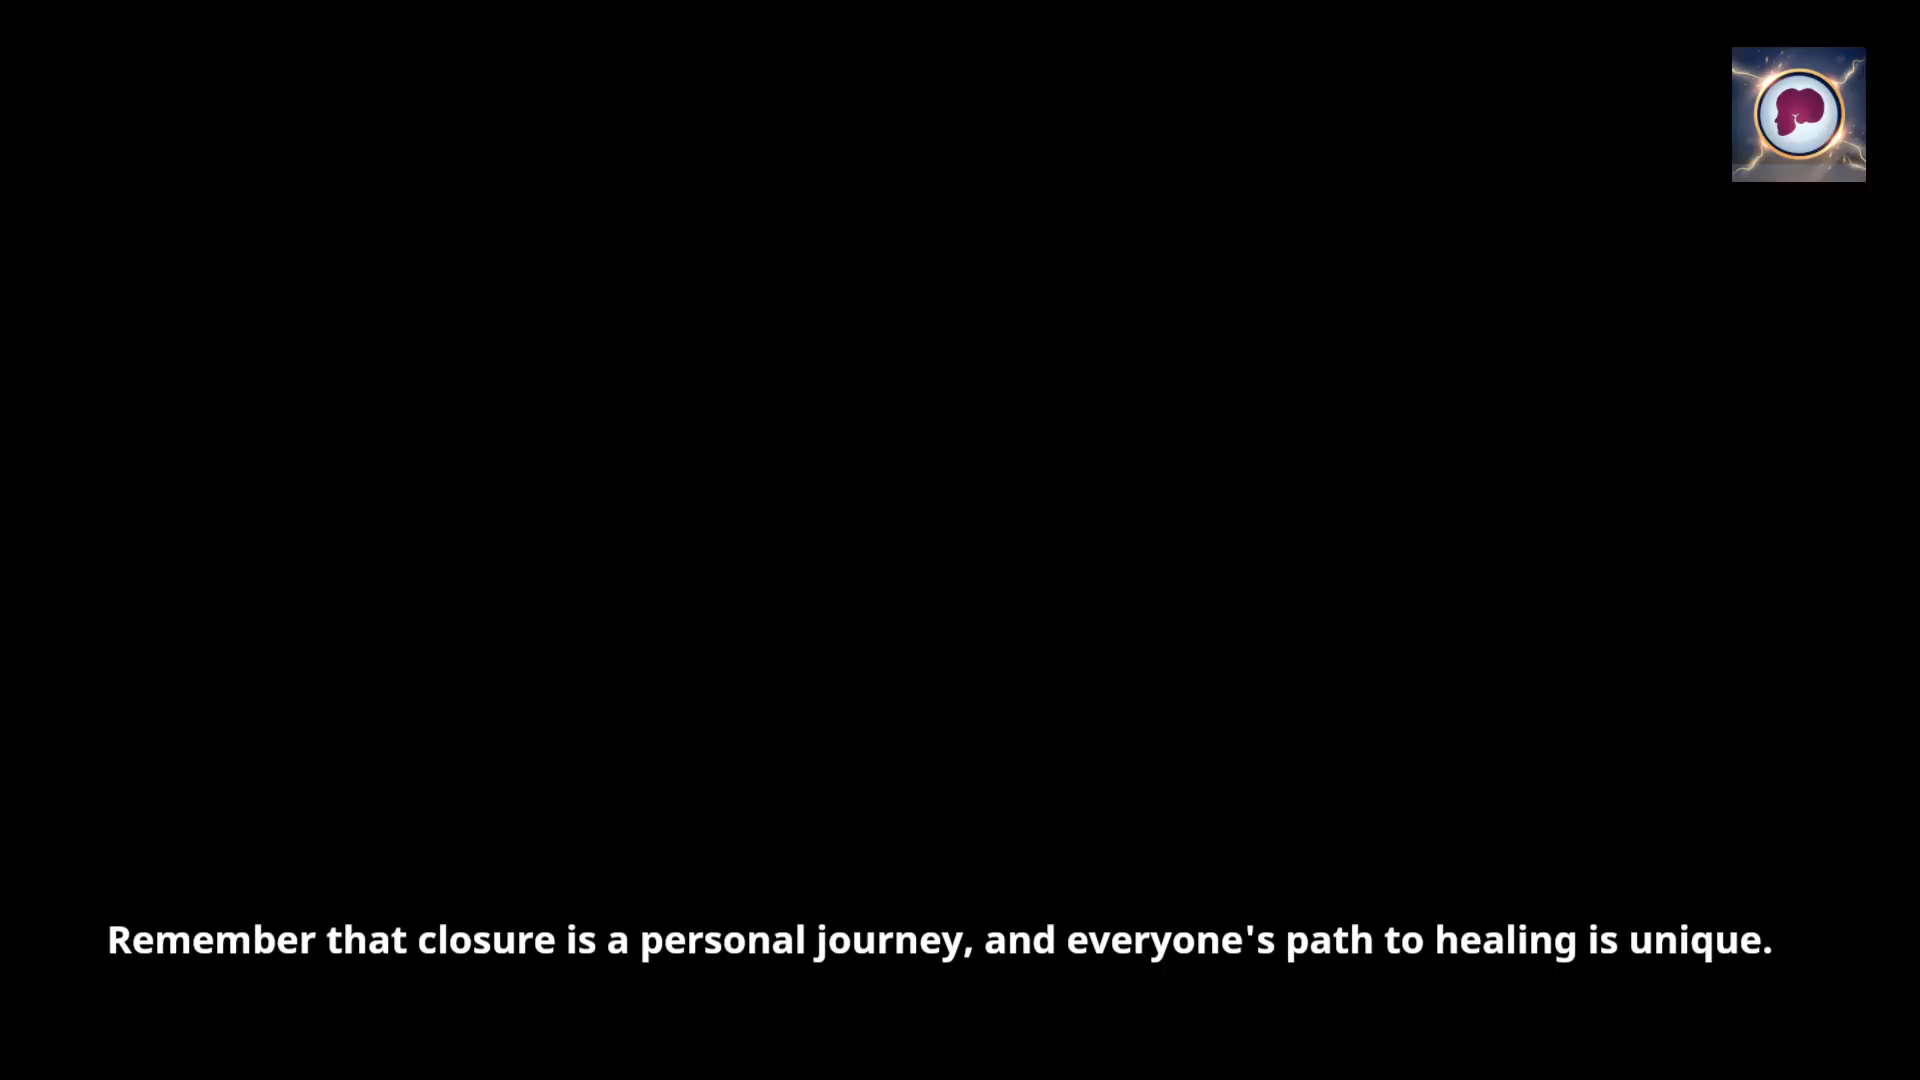 Remember that closure is a personal journey, and everyone's path to healing is unique.